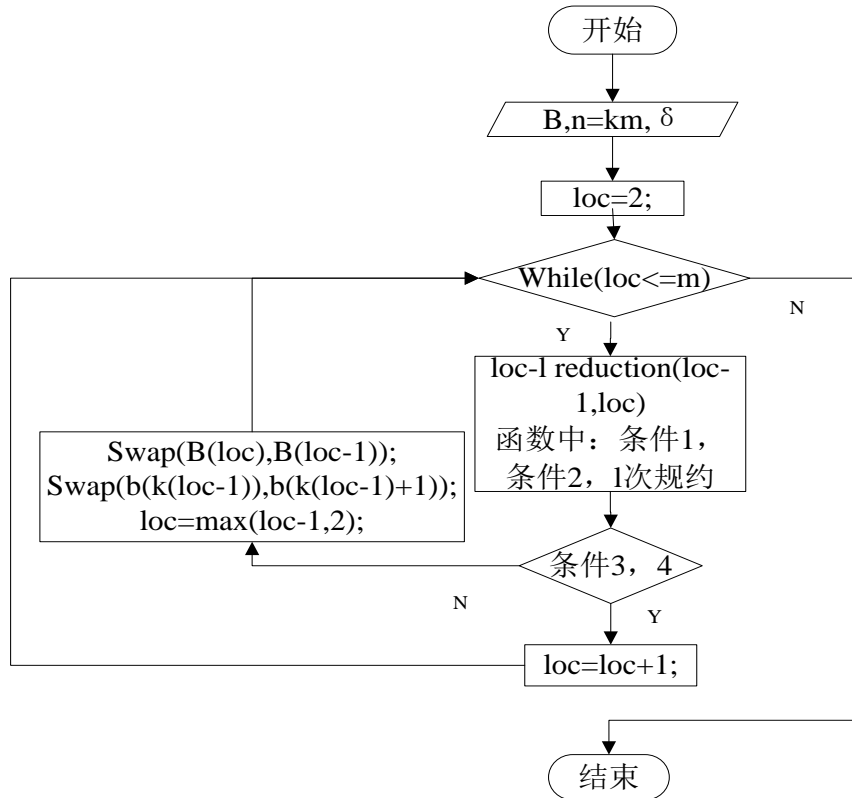 开始
B,n=km, δ
loc=2;
While(loc<=m)
N
Y
loc-l reduction(loc-
1,loc)
函数中：条件1，
条件2，l次规约
Swap(B(loc),B(loc-1));
Swap(b(k(loc-1)),b(k(loc-1)+1));
loc=max(loc-1,2);
条件3，4
N
Y
loc=loc+1;
结束